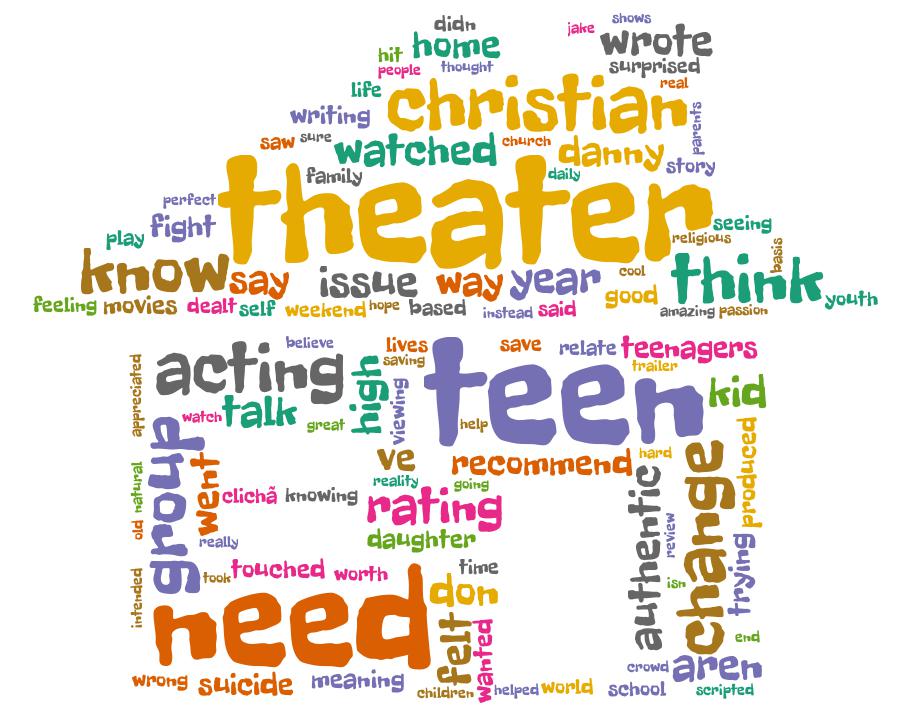 didn
jake shows
hit home wrote
people thought surprised
life christian real
writing parents
saw sure watched church danny
family daily story
perfect theater
play fight seeing
religious
know say issue way year cool think basis
feeling movies dealt self weekend hope based instead said good amazing passion youth
believe lives save relate teenagers
appreciated acting high saving teen trailer kid
watch talk great viewing help
group ve recommend hard change produced
natural went clichã knowing reality going authentic
rating review
old really daughter trying
intended took touched worth time isn
need don
felt wanted end
wrong suicide meaning children helped world school crowd aren scripted